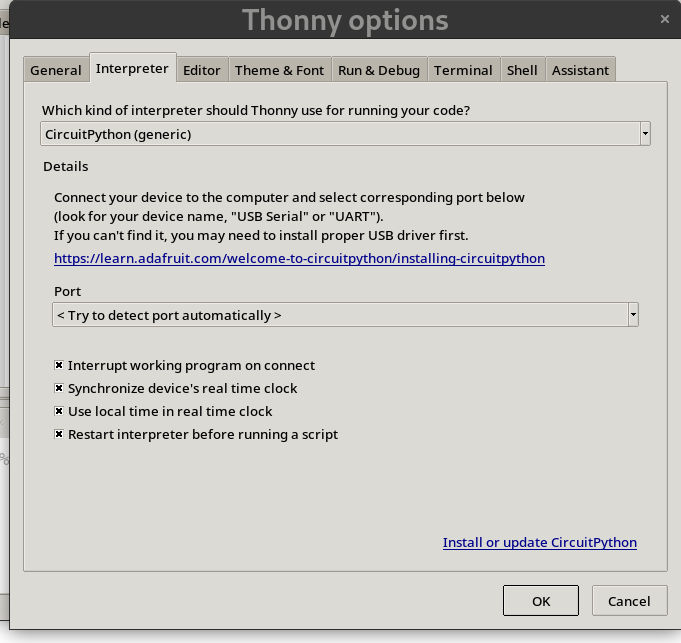 Thonny options
General
Interpreter
Editor
Theme & Font
Run & Debug
Terminal
Shell
Assistant
Which kind of interpreter should Thonny use for running your code?
CircuitPython (generic)
Details
Connect your device to the computer and select corresponding port below
(look for your device name, "USB Serial" or "UART").
If you can't find it, you may need to install proper USB driver first.
https://learn.adafruit.com/welcome-to-circuitpython/installing-circuitpython
Port
< Try to detect port automatically >
Interrupt working program on connect
Synchronize device's real time clock
Use local time in real time clock
Restart interpreter before running a script
Install or update CircuitPython
OK
Cancel